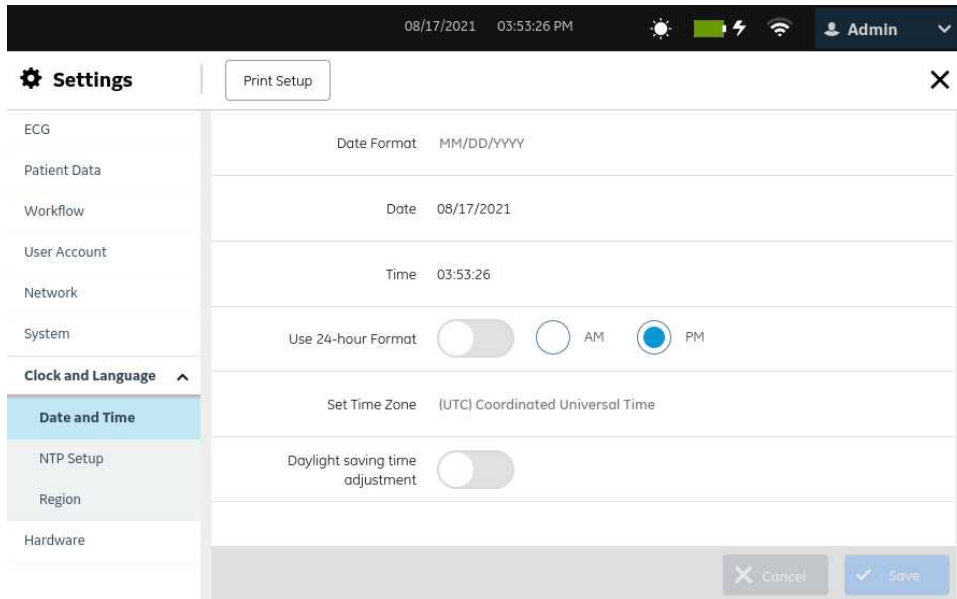 08/17/2021 03:53:26 PM Admin
Settings
Print Setup
ECG
Patient Data
Workflow
User Account
Network
System
Clock and Language
Date and Time
NTP Setup
Region
Hardware
Date Format MM/DD/YYYY
Date 08/17/2021
Time 03:53:26
Use 24-hour Format AM PM
Set Time Zone (UTC) Coordinated Universal Time
Daylight saving time
adjustment
Cancel Save